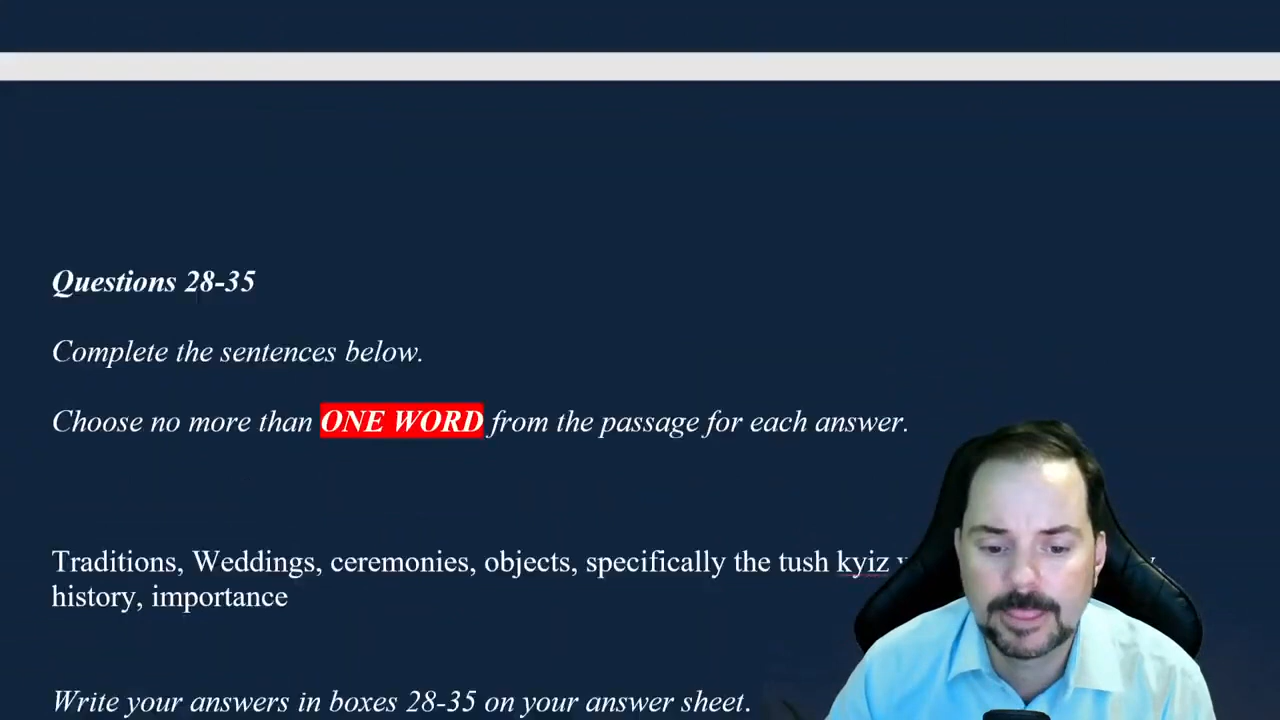 Questions 28-35
Complete the sentences below.
Choose no more than ONE WORD from the passage for each answer.
Traditions, Weddings, ceremonies, objects, specifically the tush kyiz
history, importance
Write your answers in boxes 28-35 on your answer sheet.